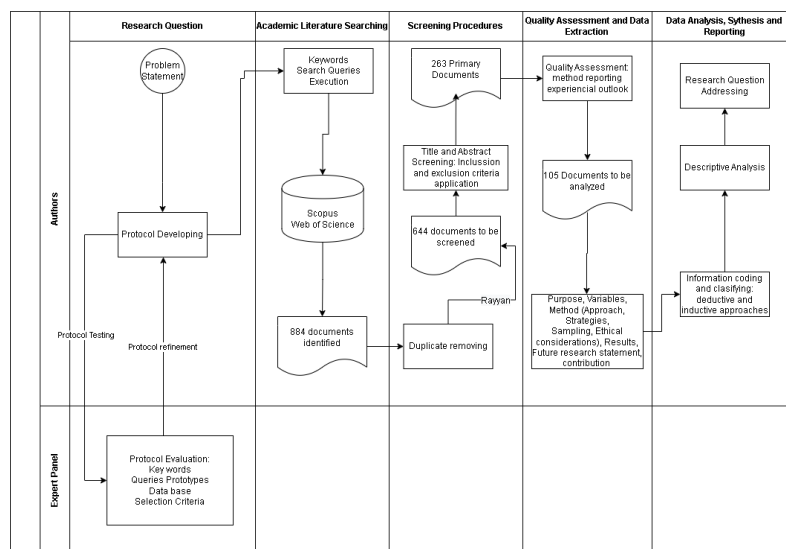 Research Question
Academic Literature Searching
Screening Procedures
Quality Assessment and Data
Extraction
Data Analysis, Sythesis and
Reporting
Authors
Problem
Statement
Protocol Developing
Protocol Testing
Protocol refinement
Keywords
Search Queries
Execution
Scopus
Web of Science
884 documents
identified
263 Primary
Documents
Title and Abstract
Screening: Inclussion
and exclusion criteria
application
644 documents to be
screened
Rayyan
Duplicate removing
Quality Assessment:
method reporting
experiencial outlook
105 Documents to be
analyzed
Purpose, Variables,
Method (Approach,
Strategies,
Sampling, Ethical
considerations), Results,
Future research statement,
contribution
Research Question
Addressing
Descriptive Analysis
Information coding
and clasifying:
deductive and
inductive approaches
Expert Panel
Protocol Evaluation:
Key words
Queries Prototypes
Data base
Selection Criteria